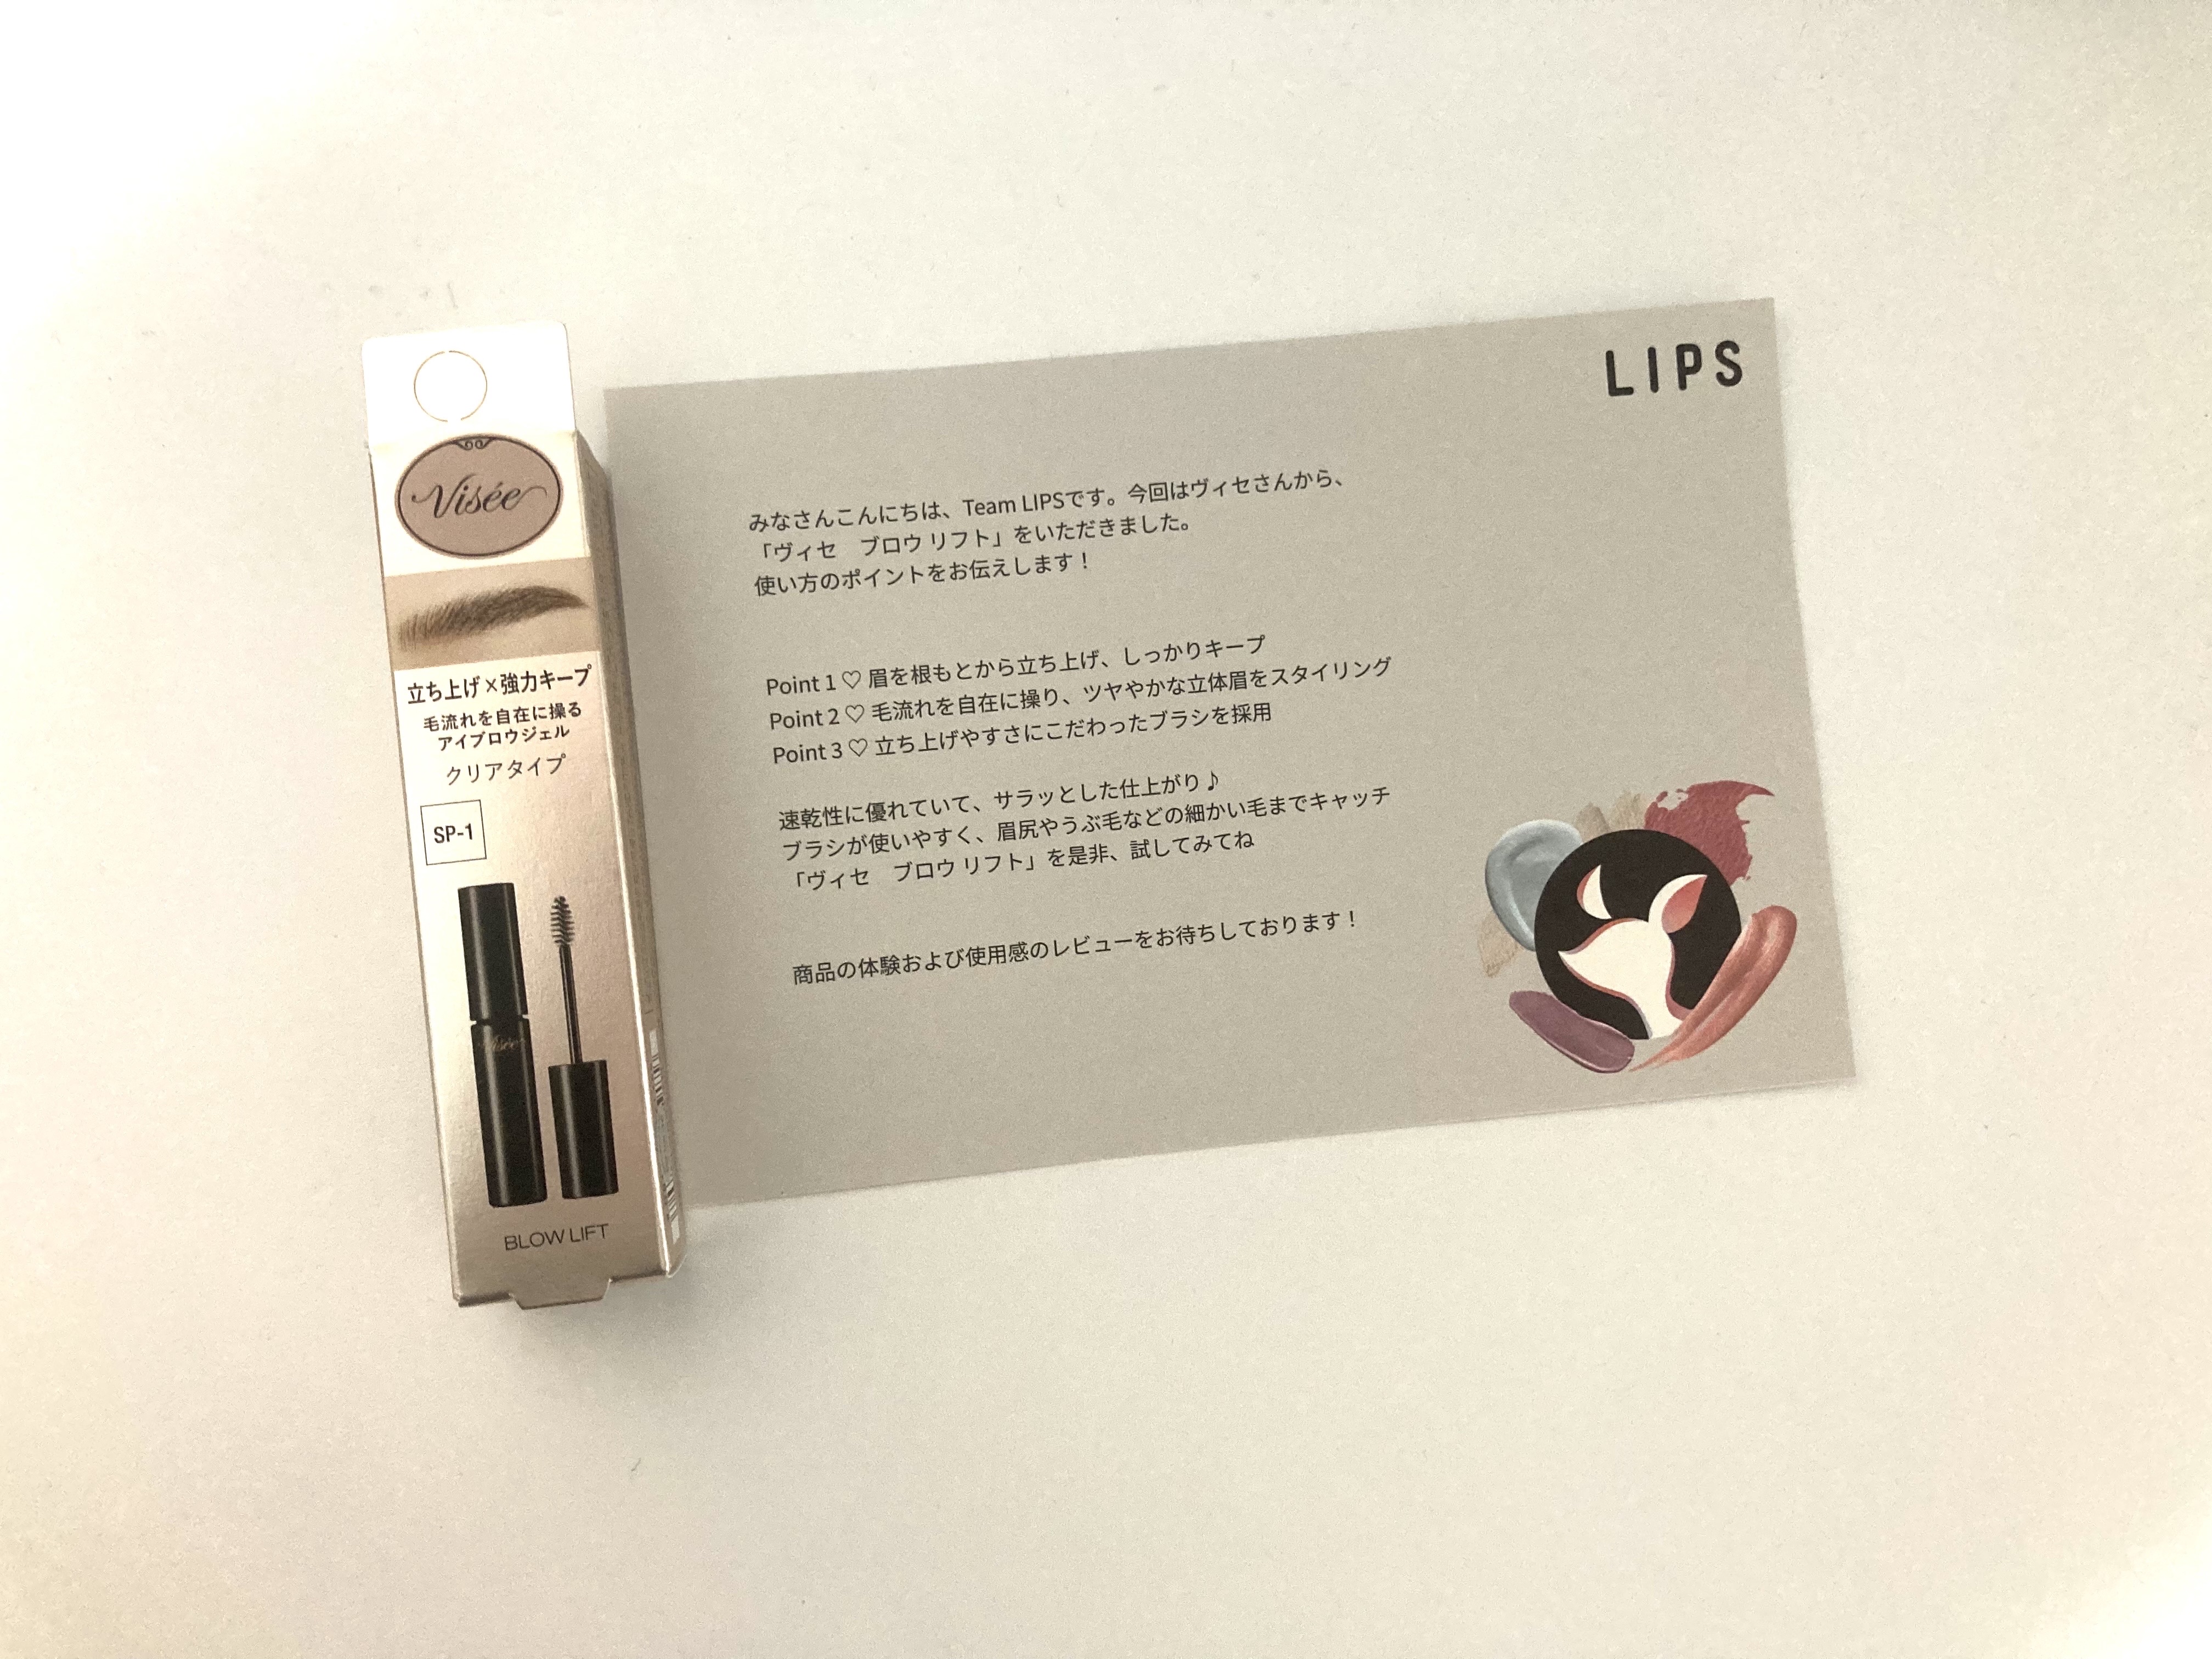 Visée
立ち上げ×強力キープ
毛流れを自在に操る
アイブロウジェル
クリアタイプ
SP-1
Visée
BLOW LIFT
LIPS
みなさんこんにちは、Team LIPSです。今回はヴィセさんから、
「ヴィセ　ブロウ リフト」をいただきました。
使い方のポイントをお伝えします！
Point 1 ♡ 眉を根もとから立ち上げ、しっかりキープ
Point 2 ♡ 毛流れを自在に操り、ツヤやかな立体眉をスタイリング
Point 3 ♡ 立ち上げやすさにこだわったブラシを採用
速乾性に優れていて、サラッとした仕上がり♪
ブラシが使いやすく、眉尻やうぶ毛などの細かい毛までキャッチ
「ヴィセ　ブロウ リフト」を是非、試してみてね
商品の体験および使用感のレビューをお待ちしております！